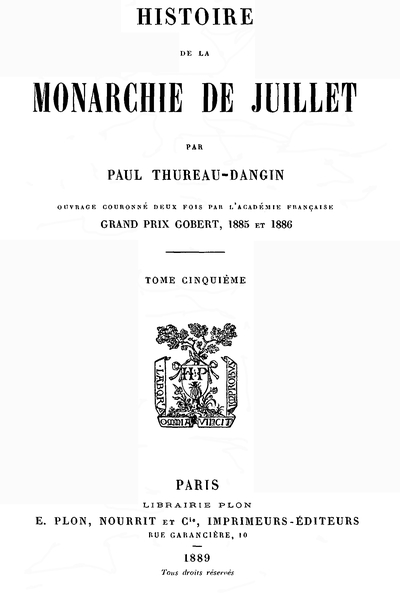 HISTOIRE
DE LA
MONARCHIE DE JUILLET
PAR
PAUL THUREAU-DANGIN
OUVRAGE COURONNÉ DEUX FOIS PAR L'ACADÉMIE FRANÇAISE
GRAND PRIX GOBERT, 1885 ET 1886
TOME CINQUIÈME
H P
LABOR
OMNIA VINCIT
IMPROBVS
PARIS
LIBRAIRIE PLON
E. PLON, NOURRIT ET Cie, IMPRIMEURS-ÉDITEURS
RUE GARANCIÈRE, 10
1889
Tous droits réservés